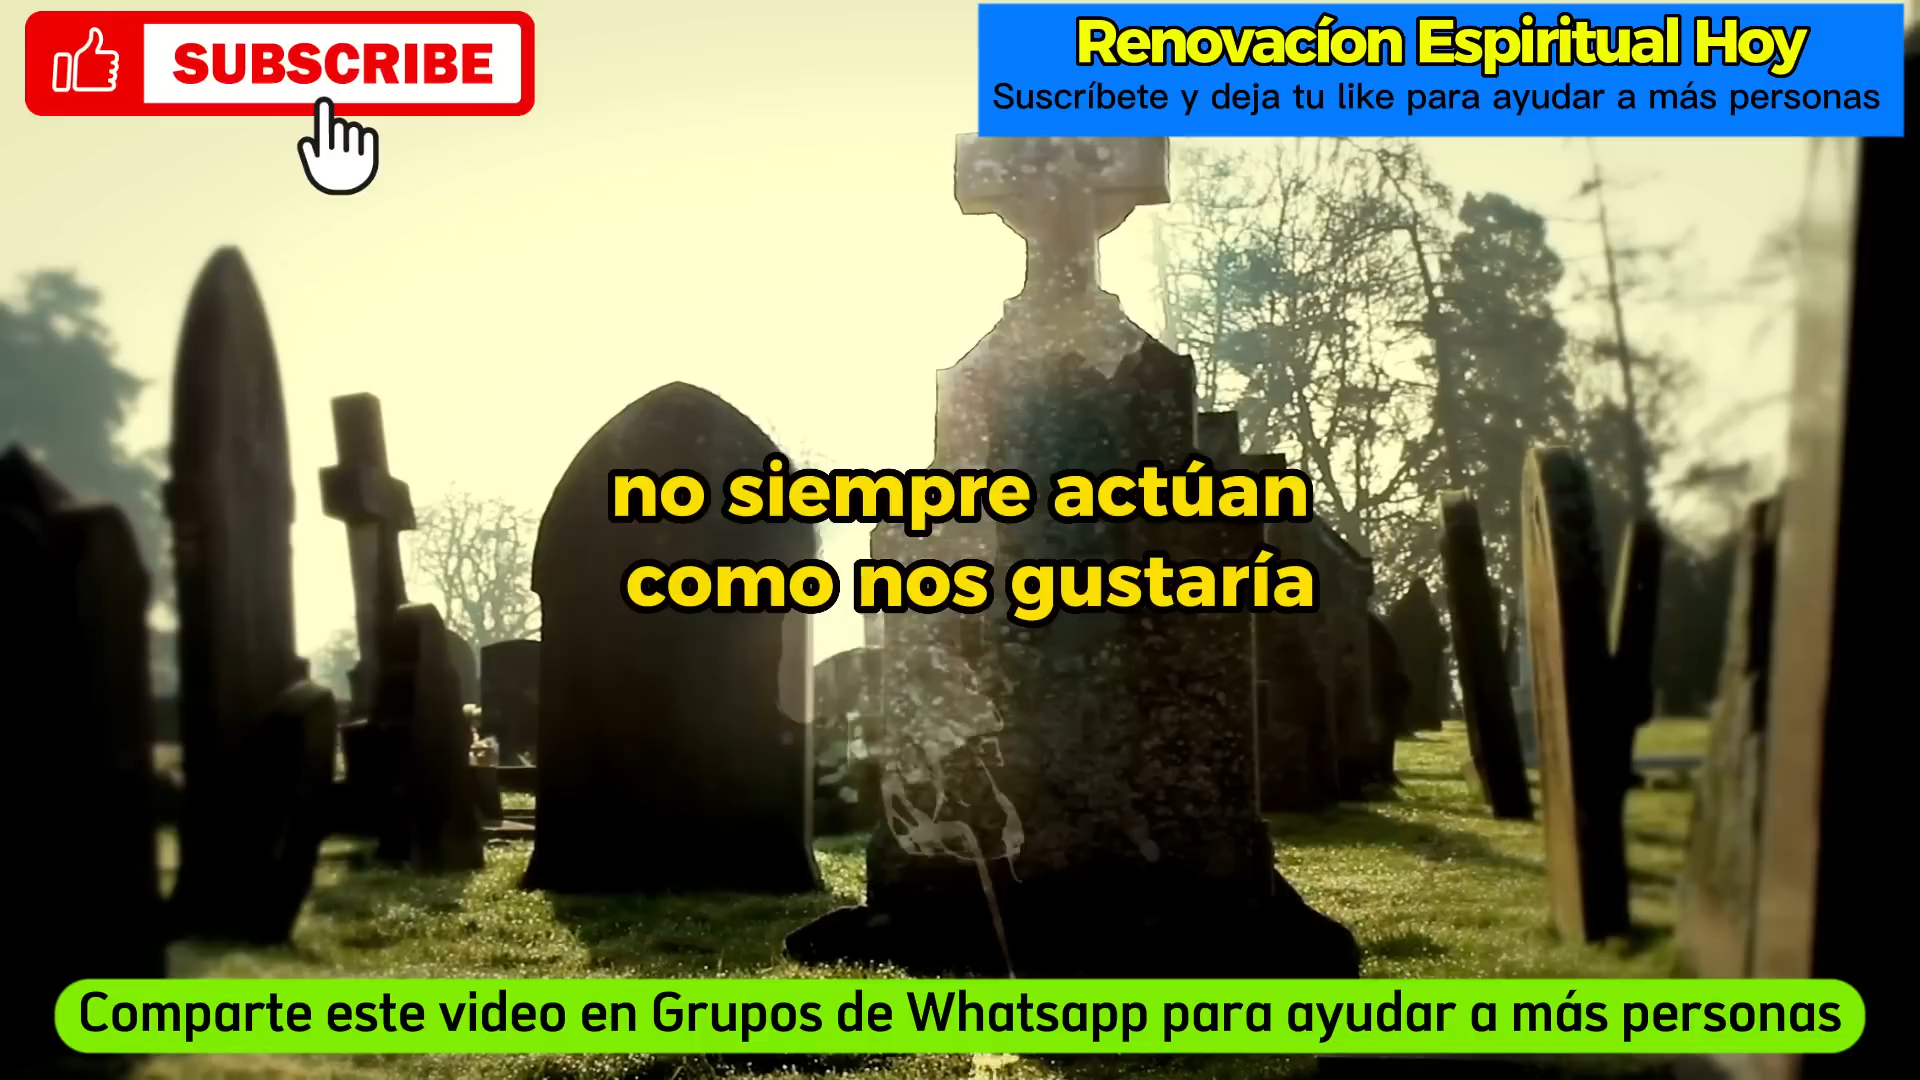 SUBSCRIBE
Renovacíon Espiritual Hoy
Suscríbete y deja tu like para ayudar a más personas
no siempre actúan
como nos gustaría
Comparte este video en Grupos de Whatsapp para ayudar a más personas